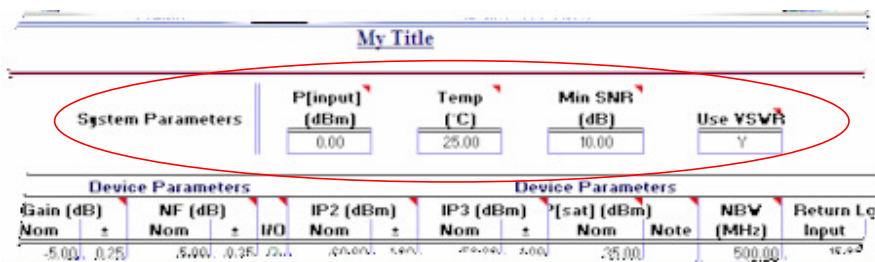 My Title
System Parameters P[input] (dBm) Temp (°C) Min SNR (dB) Use VSWR
0.00 25.00 10.00 Y
Device Parameters Device Parameters
Gain (dB) NF (dB) IP2 (dBm) IP3 (dBm) P[sat] (dBm) NBW Return Lo
Nom ± Nom ± I/O Nom ± Nom ± Nom Note (MHz) Input
-5.00 0.25 5.00 0.25 35.00 500.00